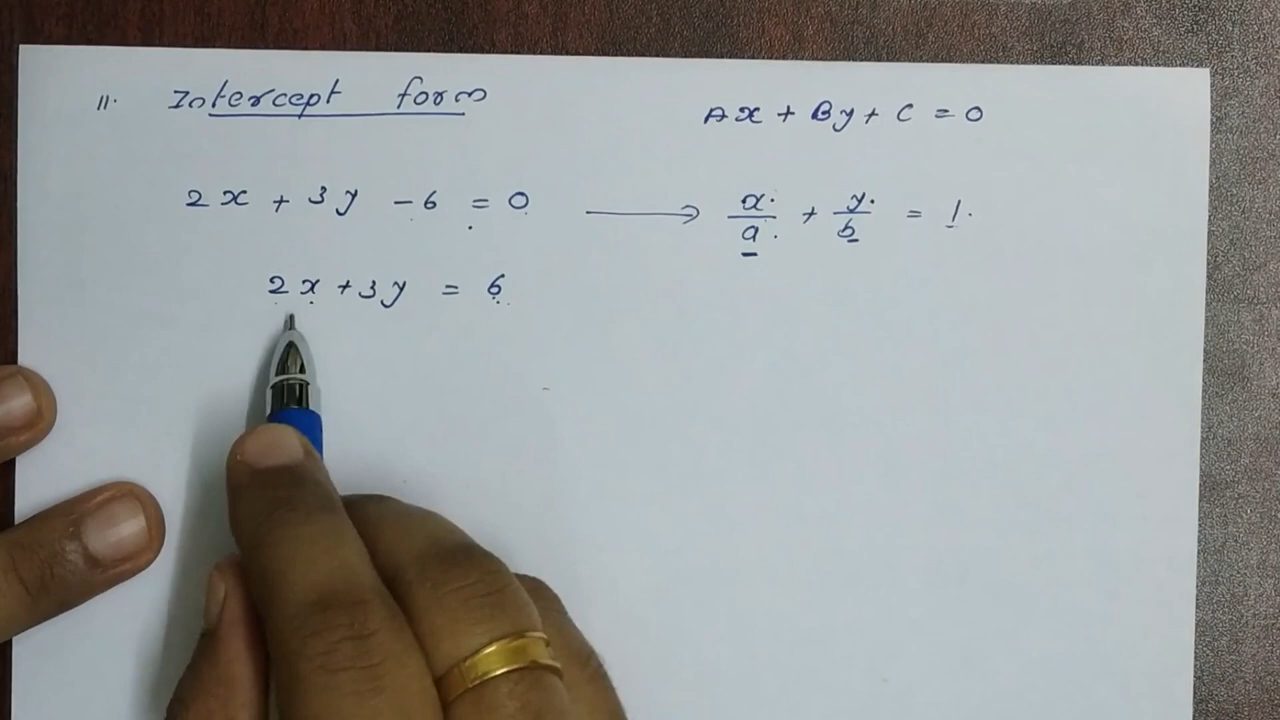 11. Intercept form
Ax + By + C = 0
2x + 3y - 6 = 0 ⟶ x/a + y/b = 1.
2x + 3y = 6